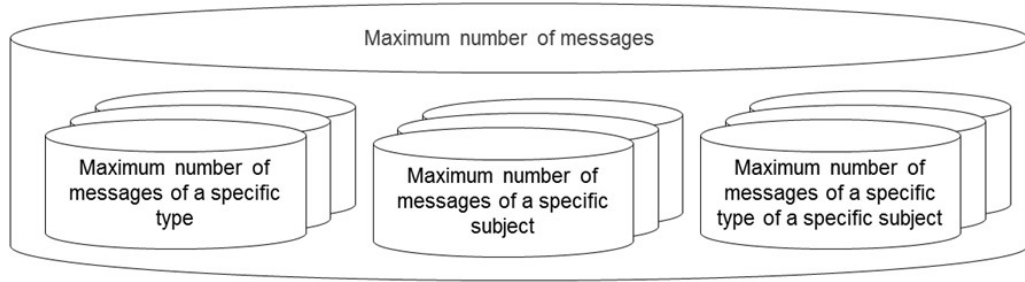 Maximum number of messages
Maximum number of
messages of a specific
type
Maximum number of
messages of a specific
subject
Maximum number of
messages of a specific
type of a specific subject